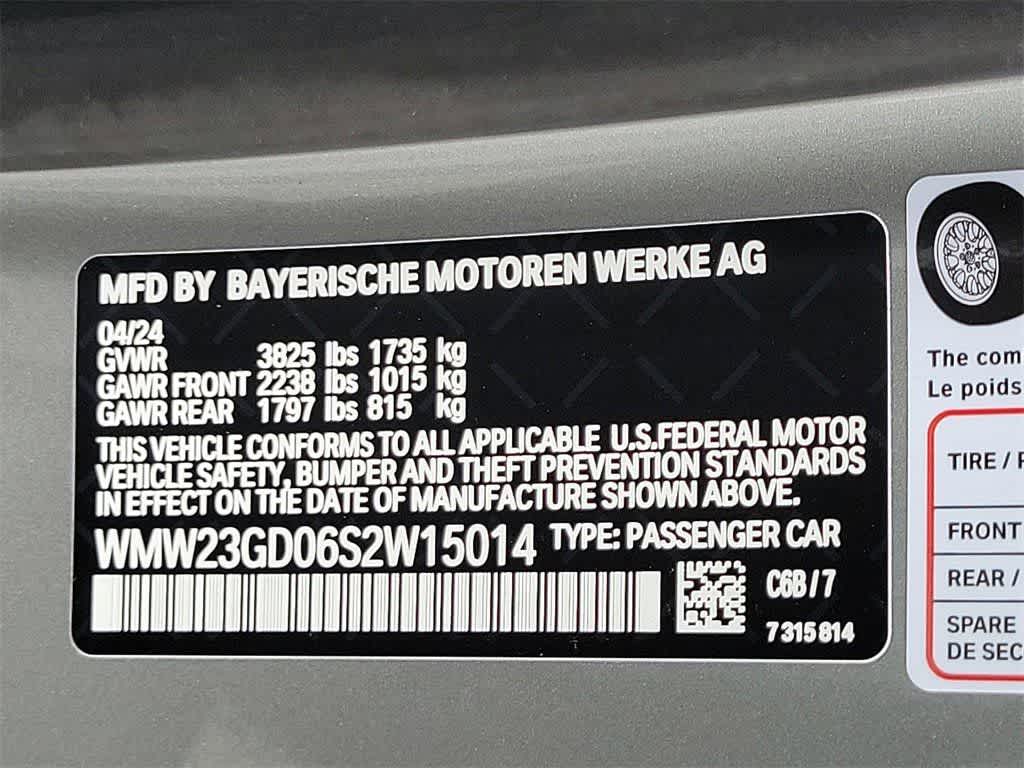 MFD BY BAYERISCHE MOTOREN WERKE AG
04/24
GVWR 3825 lbs 1735 kg
GAWR FRONT 2238 lbs 1015 kg
GAWR REAR 1797 lbs 815 kg
THIS VEHICLE CONFORMS TO ALL APPLICABLE U.S.FEDERAL MOTOR
VEHICLE SAFETY, BUMPER AND THEFT PREVENTION STANDARDS
IN EFFECT ON THE DATE OF MANUFACTURE SHOWN ABOVE.
WMW23GD06S2W15014 TYPE: PASSENGER CAR
C6B/7
7315814
The com
Le poids
TIRE /
FRONT
REAR /
SPARE
DE SEC